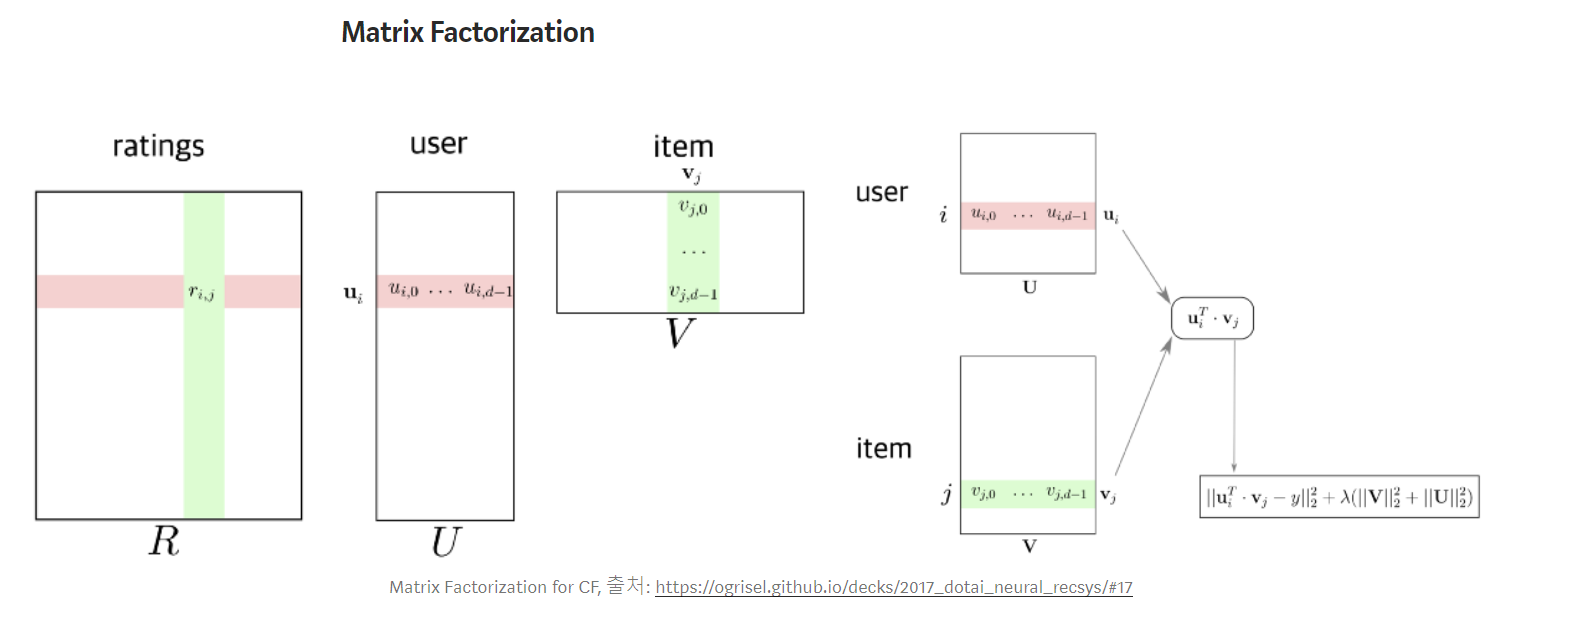 Matrix Factorization
ratings
user
item
v_j
r_{i,j}
u_i
u_{i,0} ··· u_{i,d−1}
v_{j,0}
···
v_{j,d−1}
R
U
V
user
i
u_{i,0} ··· u_{i,d−1}
u_i
U
u_i^T · v_j
item
j
v_{j,0} ··· v_{j,d−1}
v_j
V
||u_i^T · v_j − y||_2^2 + λ(||V||_2^2 + ||U||_2^2)
Matrix Factorization for CF, 출처: https://ogrisel.github.io/decks/2017_dotai_neural_recsys/#17